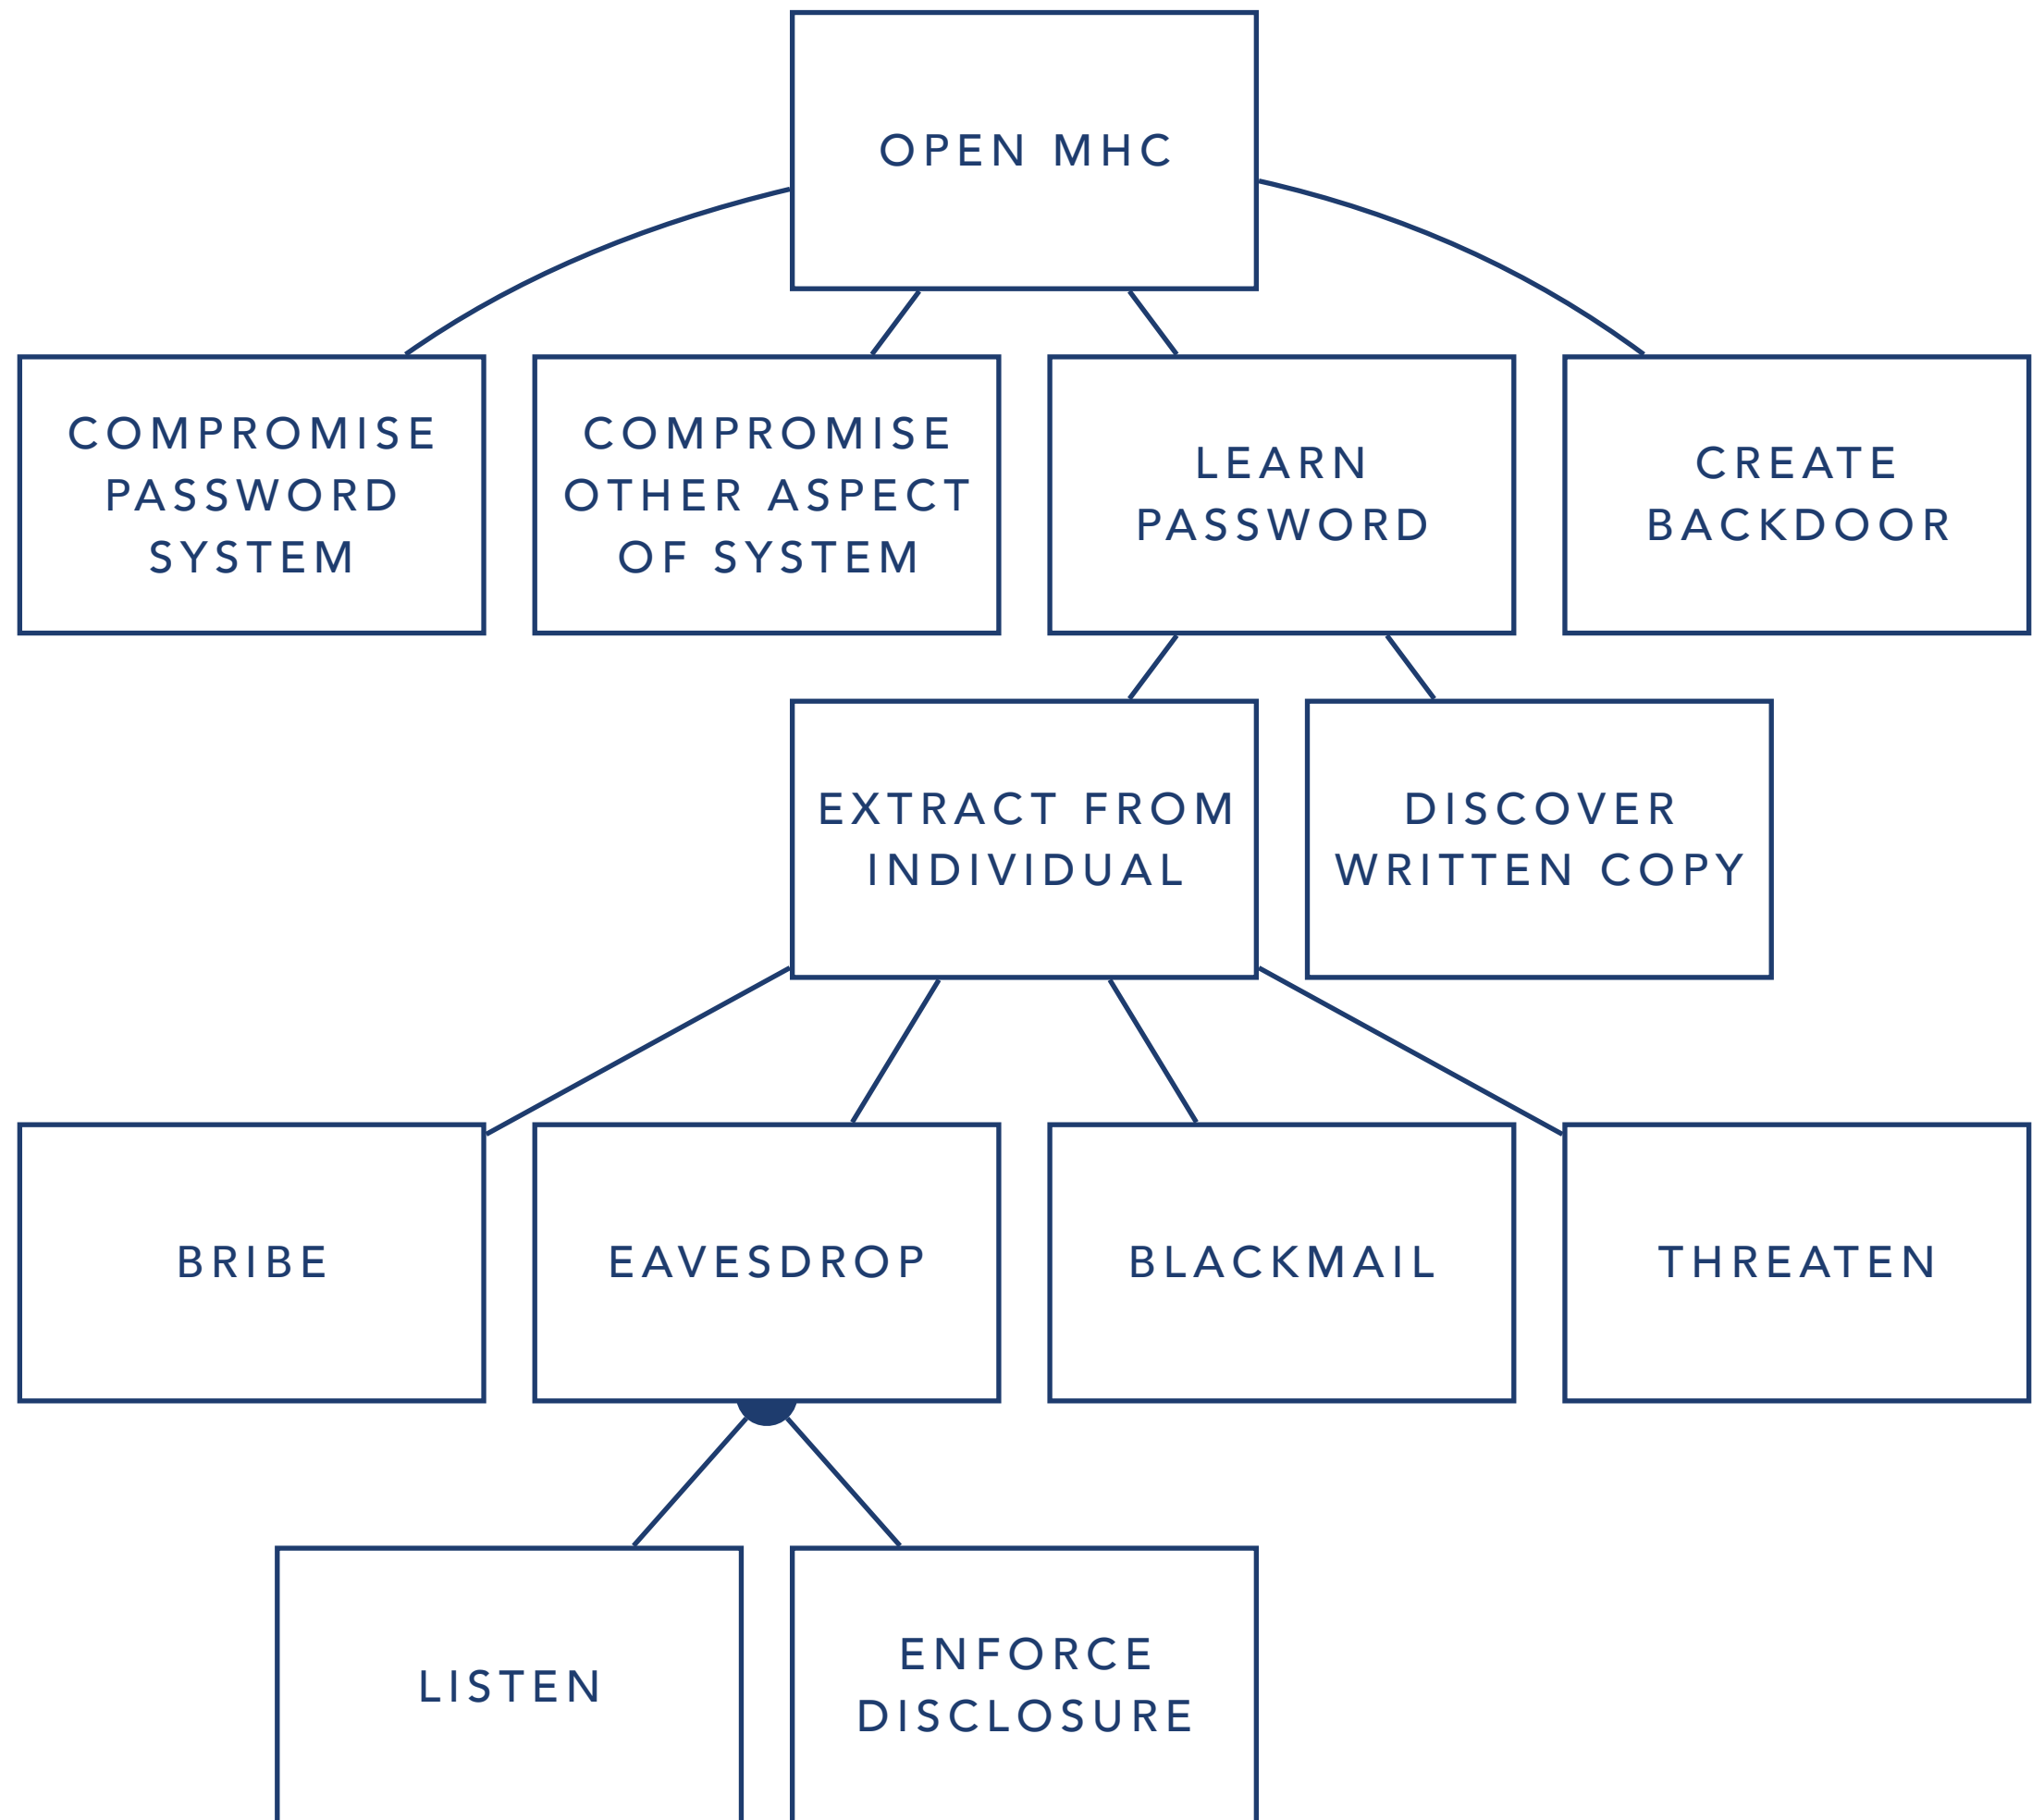 OPEN MHC
COMPROMISE
PASSWORD
SYSTEM
COMPROMISE
OTHER ASPECT
OF SYSTEM
LEARN
PASSWORD
CREATE
BACKDOOR
EXTRACT FROM
INDIVIDUAL
DISCOVER
WRITTEN COPY
BRIBE
EAVESDROP
BLACKMAIL
THREATEN
LISTEN
ENFORCE
DISCLOSURE